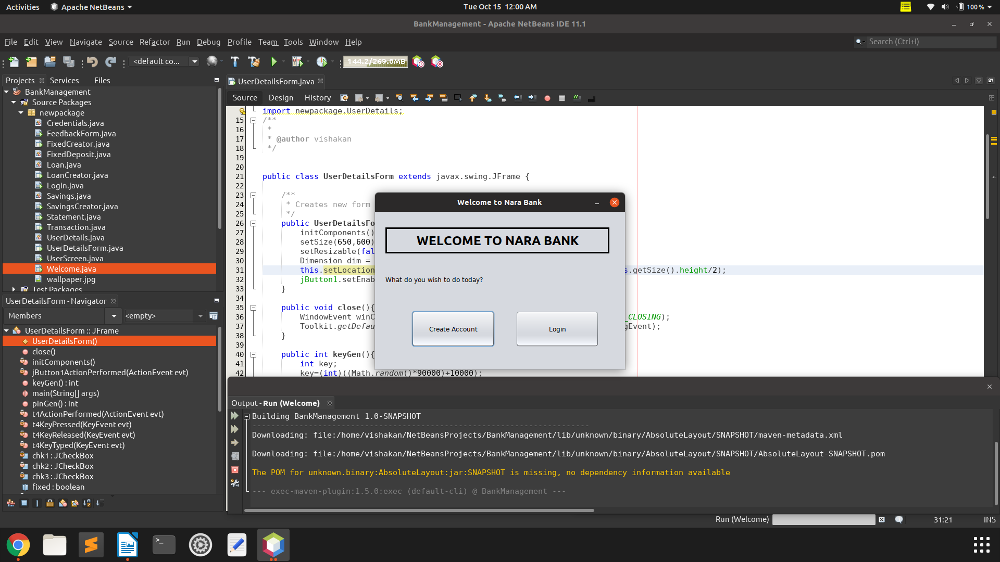 Activities Apache NetBeans Tue Oct 15 12:00 AM 100 %
BankManagement - Apache NetBeans IDE 11.1
File Edit View Navigate Source Refactor Run Debug Profile Team Tools Window Help Search (Ctrl+I)
<default co... 144.2/269.0MB
Projects Services Files
BankManagement
Source Packages
newpackage
Credentials.java
FeedbackForm.java
FixedCreator.java
FixedDeposit.java
Loan.java
LoanCreator.java
Login.java
Savings.java
SavingsCreator.java
Statement.java
Transaction.java
UserDetails.java
UserDetailsForm.java
UserScreen.java
Welcome.java
wallpaper.jpg
Test Packages
UserDetailsForm - Navigator
Members <empty>
UserDetailsForm :: JFrame
UserDetailsForm()
close()
initComponents()
jButton1ActionPerformed(ActionEvent evt)
keyGen() : int
main(String[] args)
pinGen() : int
t4ActionPerformed(ActionEvent evt)
t4KeyPressed(KeyEvent evt)
t4KeyReleased(KeyEvent evt)
t4KeyTyped(KeyEvent evt)
chk1 : JCheckBox
chk2 : JCheckBox
chk3 : JCheckBox
fixed : boolean
UserDetailsForm.java
Source Design History
import newpackage.UserDetails;
15 /**
16 *
17 * @author vishakan
18 */
19
20
21 public class UserDetailsForm extends javax.swing.JFrame {
22
23 /**
24 * Creates new form
25 */
26 public UserDetailsFo
27 initComponents()
28 setSize(650,600)
29 setResizable(fal
30 Dimension dim =
31 this.setLocation s.getSize().height/2);
32 jButton1.setEnab
33 }
34
35 public void close(){
36 WindowEvent winC _CLOSING);
37 Toolkit.getDefau gEvent);
38 }
39
40 public int keyGen(){
41 int key;
42 key=(int)((Math.random()*90000)+10000);
Welcome to Nara Bank
WELCOME TO NARA BANK
What do you wish to do today?
Create Account Login
Output - Run (Welcome)
Building BankManagement 1.0-SNAPSHOT
------------------------------------------------------------------------
Downloading: file:/home/vishakan/NetBeansProjects/BankManagement/lib/unknown/binary/AbsoluteLayout/SNAPSHOT/maven-metadata.xml
Downloading: file:/home/vishakan/NetBeansProjects/BankManagement/lib/unknown/binary/AbsoluteLayout/SNAPSHOT/AbsoluteLayout-SNAPSHOT.pom
The POM for unknown.binary:AbsoluteLayout:jar:SNAPSHOT is missing, no dependency information available
--- exec-maven-plugin:1.5.0:exec (default-cli) @ BankManagement ---
Run (Welcome) 31:21 INS